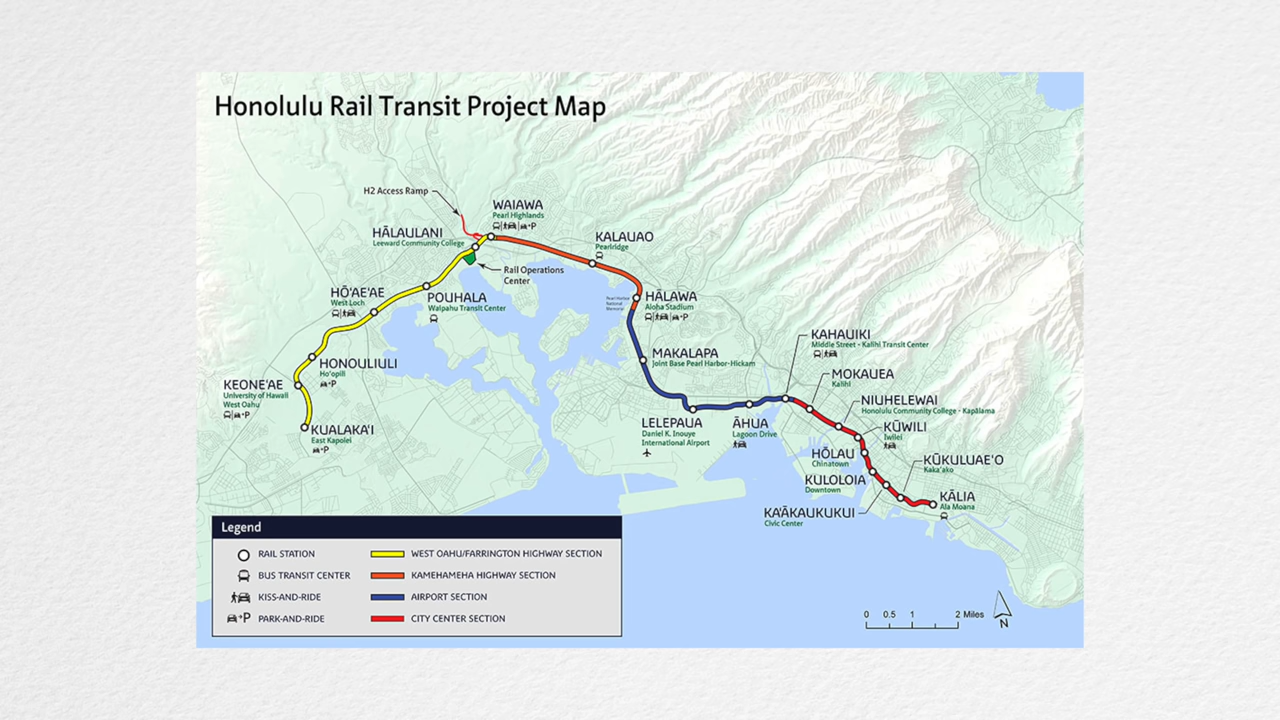 Honolulu Rail Transit Project Map
H2 Access Ramp
WAIAWA
Pearl Highlands
P
HĀLAULANI
Leeward Community College
KALAUAO
Pearlridge
Rail Operations
Center
HŌ'AE'AE
West Loch
POUHALA
Waipahu Transit Center
Pearl Harbor
National
Memorial
HĀLAWA
Aloha Stadium
P
KAHAUIKI
Middle Street - Kalihi Transit Center
MAKALAPA
Joint Base Pearl Harbor-Hickam
HONOULIULI
Ho'opili
P
MOKAUEA
Kalihi
KEONE'AE
University of Hawaii
West Oahu
P
NIUHELEWAI
Honolulu Community College - Kapālama
KUALAKA'I
East Kapolei
P
LELEPAUA
Daniel K. Inouye
International Airport
ĀHUA
Lagoon Drive
KŪWILI
Iwilei
HŌLAU
Chinatown
KŪKULUAE'O
Kaka'ako
KULOLOIA
Downtown
KĀLIA
Ala Moana
KA'ĀKAUKUKUI
Civic Center
Legend
RAIL STATION
WEST OAHU/FARRINGTON HIGHWAY SECTION
BUS TRANSIT CENTER
KAMEHAMEHA HIGHWAY SECTION
KISS-AND-RIDE
AIRPORT SECTION
P PARK-AND-RIDE
CITY CENTER SECTION
0 0.5 1 2 Miles
N